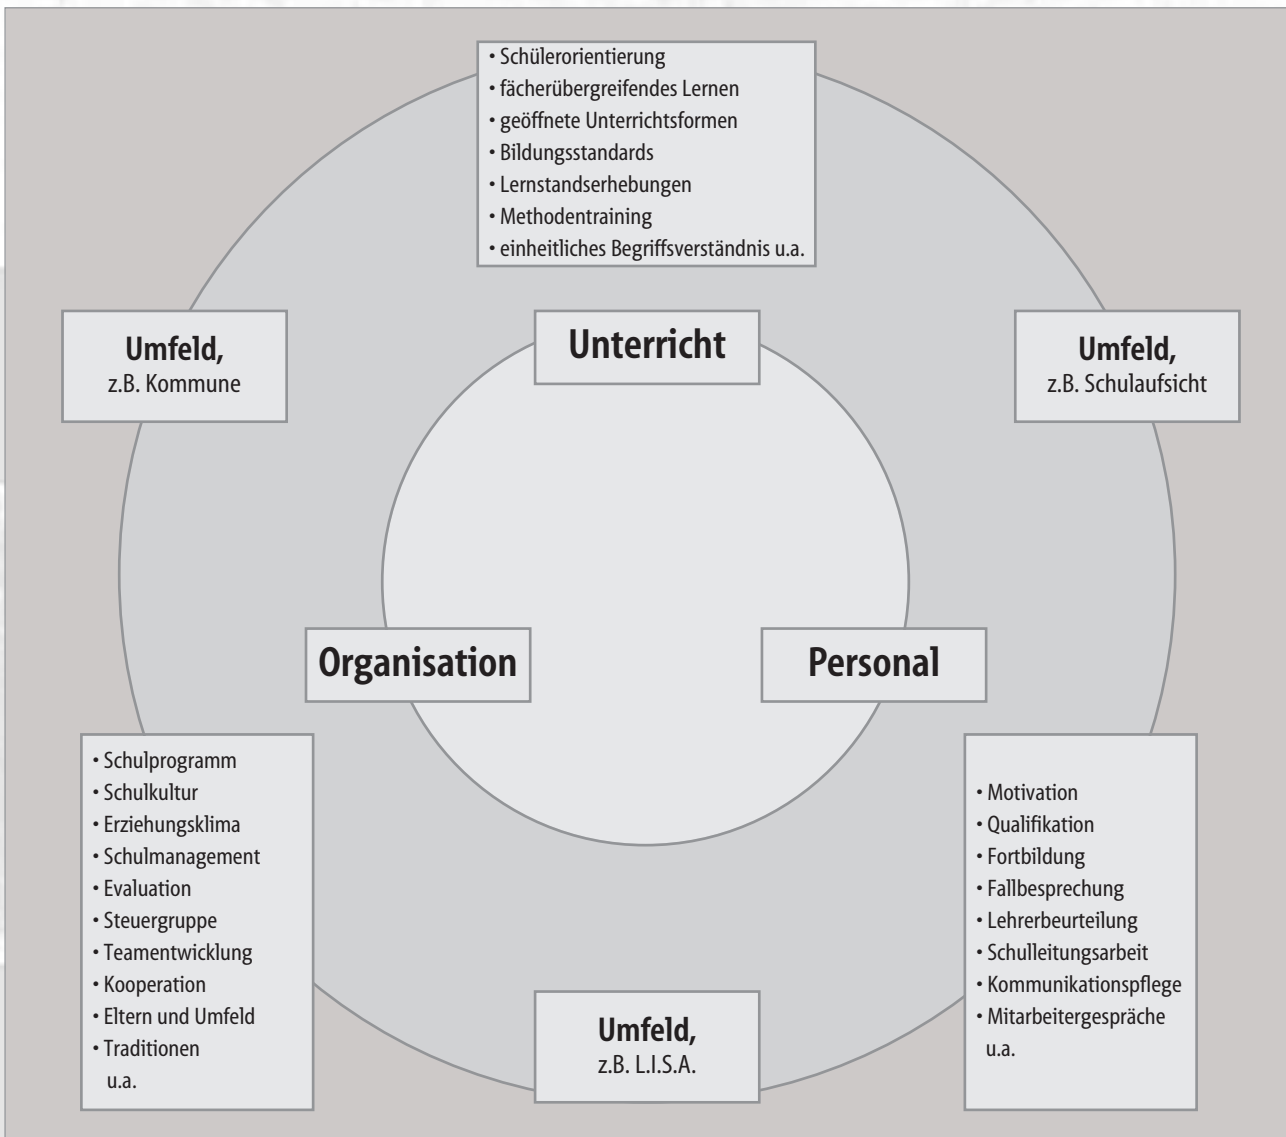 • Schülerorientierung
• fächerübergreifendes Lernen
• geöffnete Unterrichtsformen
• Bildungsstandards
• Lernstandserhebungen
• Methodentraining
• einheitliches Begriffsverständnis u.a.
Umfeld,
z.B. Kommune
Unterricht
Umfeld,
z.B. Schulaufsicht
Organisation
Personal
• Schulprogramm
• Schulkultur
• Erziehungsklima
• Schulmanagement
• Evaluation
• Steuergruppe
• Teamentwicklung
• Kooperation
• Eltern und Umfeld
• Traditionen
u.a.
Umfeld,
z.B. L.I.S.A.
• Motivation
• Qualifikation
• Fortbildung
• Fallbesprechung
• Lehrerbeurteilung
• Schulleitungsarbeit
• Kommunikationspflege
• Mitarbeitergespräche
u.a.